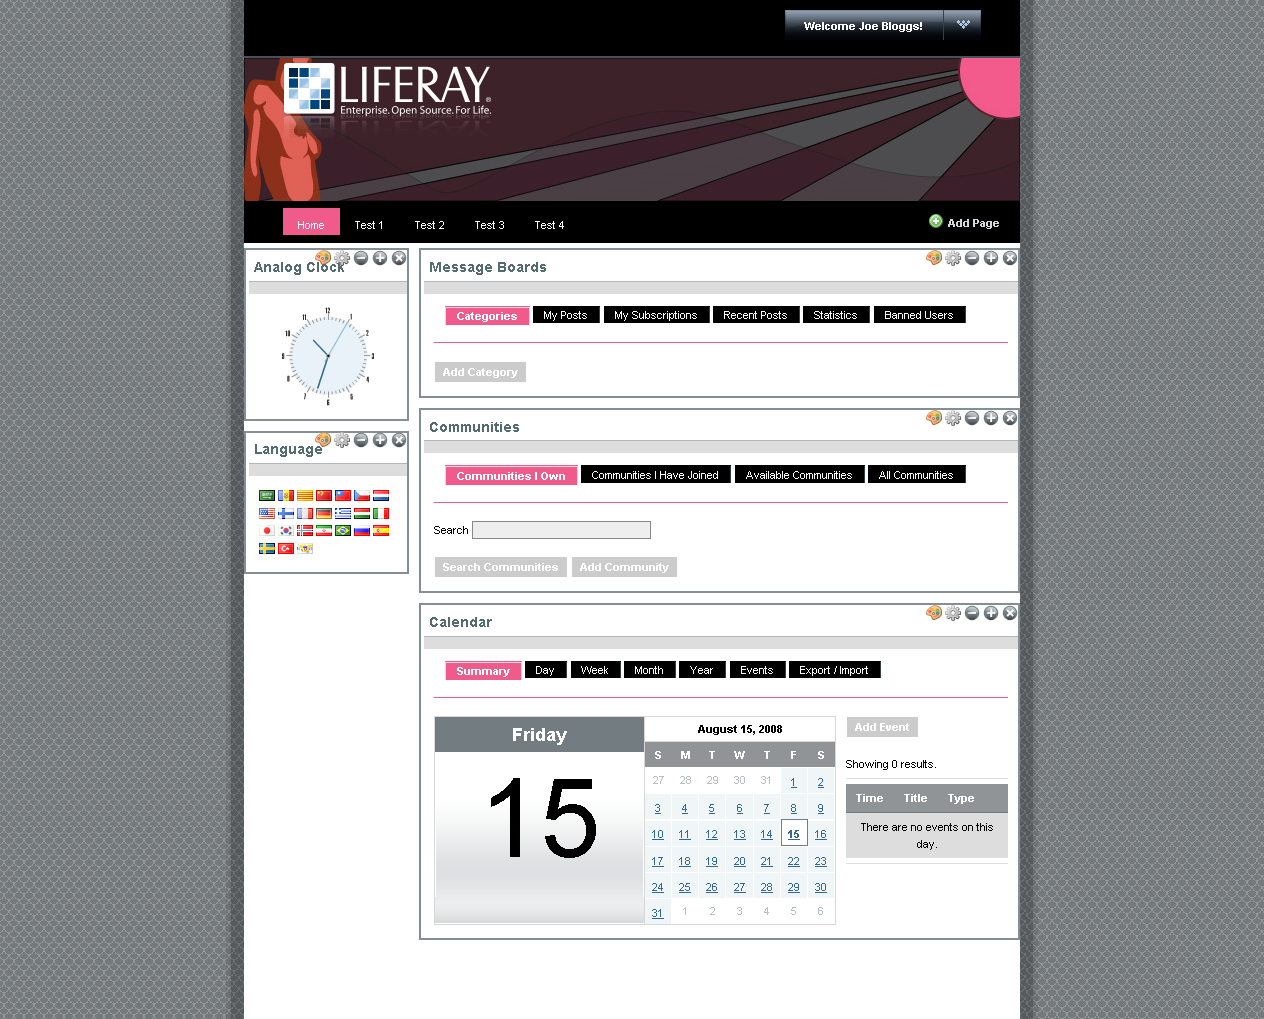 Welcome Joe Bloggs!
LIFERAY®
Enterprise. Open Source. For Life.
Home Test 1 Test 2 Test 3 Test 4 Add Page
Analog Clock
12 1 2 3 4 5 6 7 8 9 10 11
Language
Message Boards
Categories My Posts My Subscriptions Recent Posts Statistics Banned Users
Add Category
Communities
Communities I Own Communities I Have Joined Available Communities All Communities
Search
Search Communities Add Community
Calendar
Summary Day Week Month Year Events Export / Import
Friday
15
August 15, 2008
S M T W T F S
27 28 29 30 31 1 2
3 4 5 6 7 8 9
10 11 12 13 14 15 16
17 18 19 20 21 22 23
24 25 26 27 28 29 30
31 1 2 3 4 5 6
Add Event
Showing 0 results.
Time Title Type
There are no events on this
day.